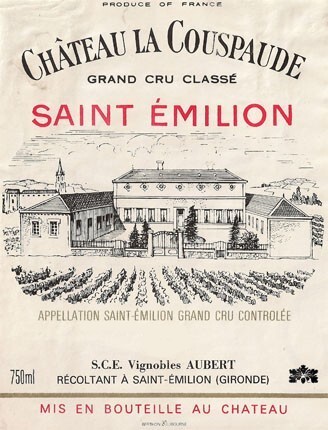 PRODUCE OF FRANCE
CHÂTEAU LA COUSPAUDE
GRAND CRU CLASSÉ
SAINT ÉMILION
APPELLATION SAINT-ÉMILION GRAND CRU CONTROLÉE
S.C.E. Vignobles AUBERT
750ml
RÉCOLTANT À SAINT-ÉMILION (GIRONDE)
MIS EN BOUTEILLE AU CHATEAU